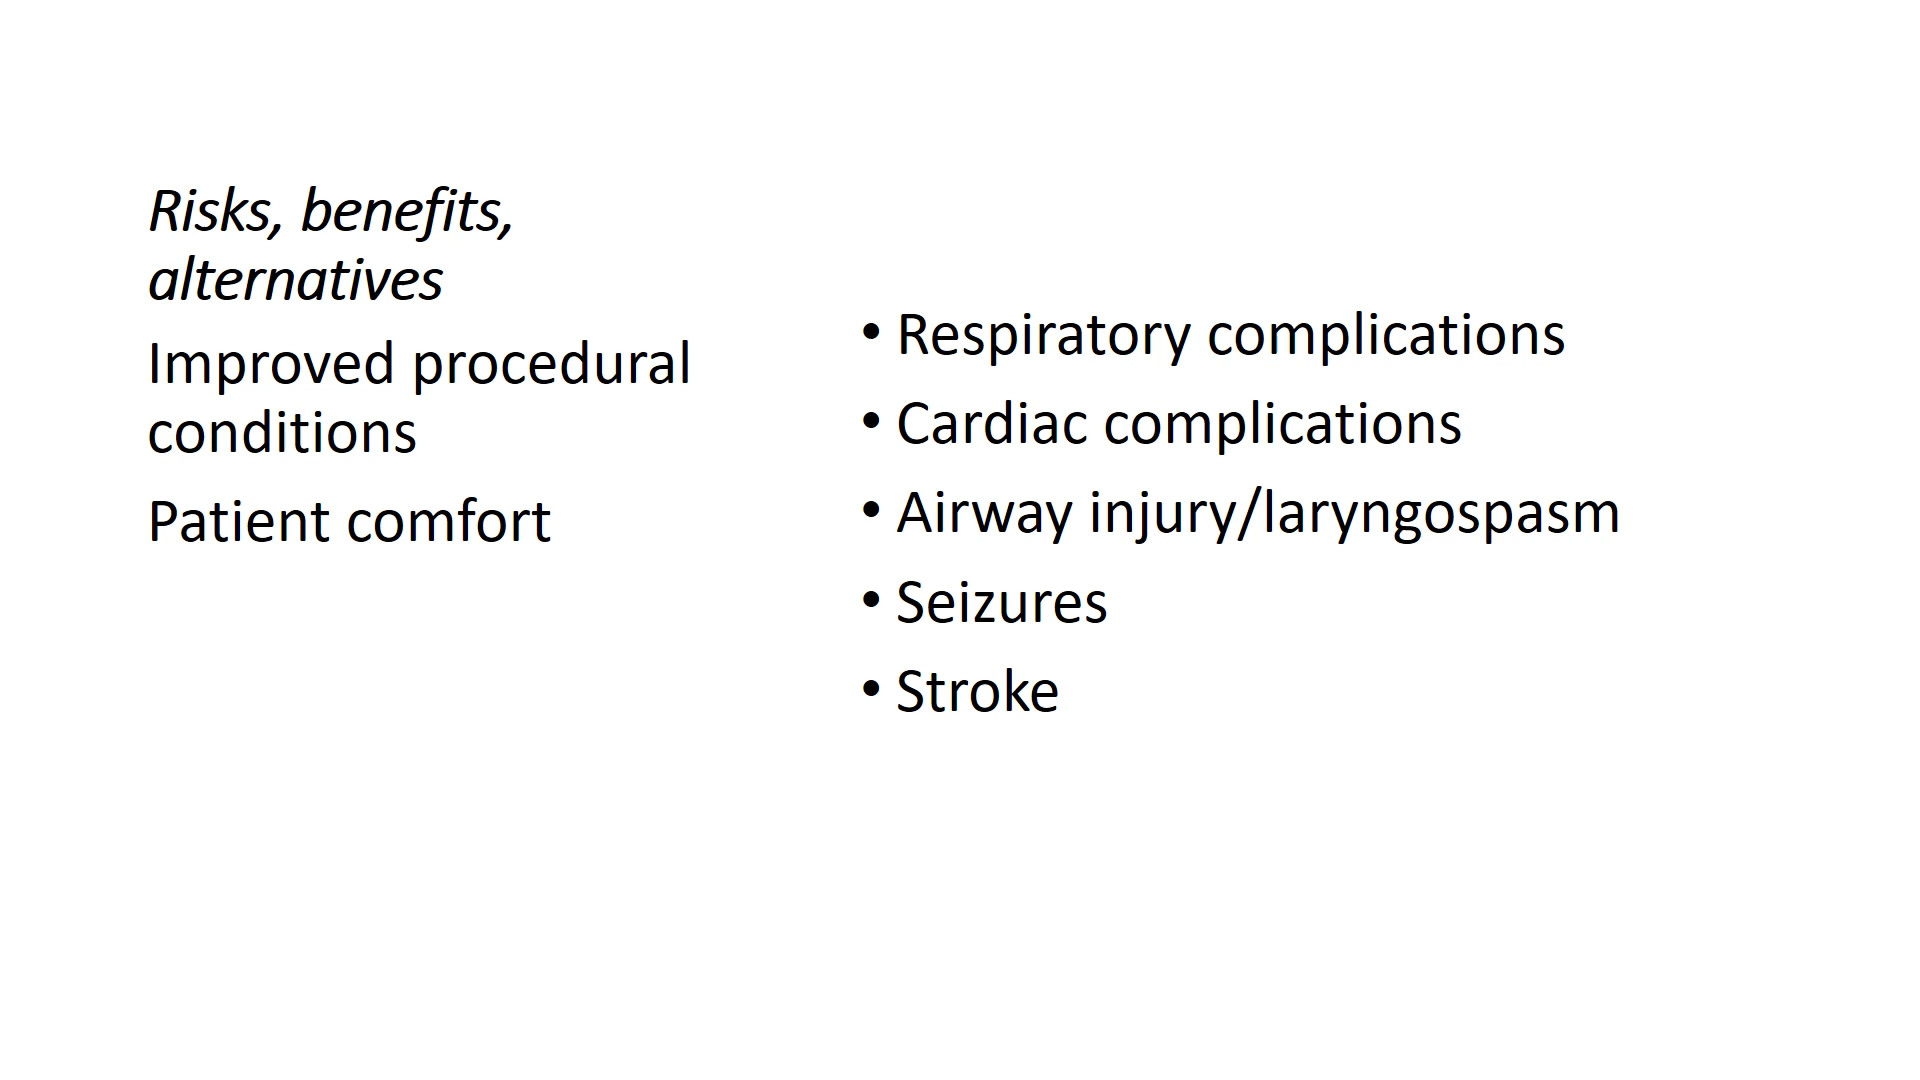 Risks, benefits,
alternatives
Improved procedural
conditions
Patient comfort
• Respiratory complications
• Cardiac complications
• Airway injury/laryngospasm
• Seizures
• Stroke